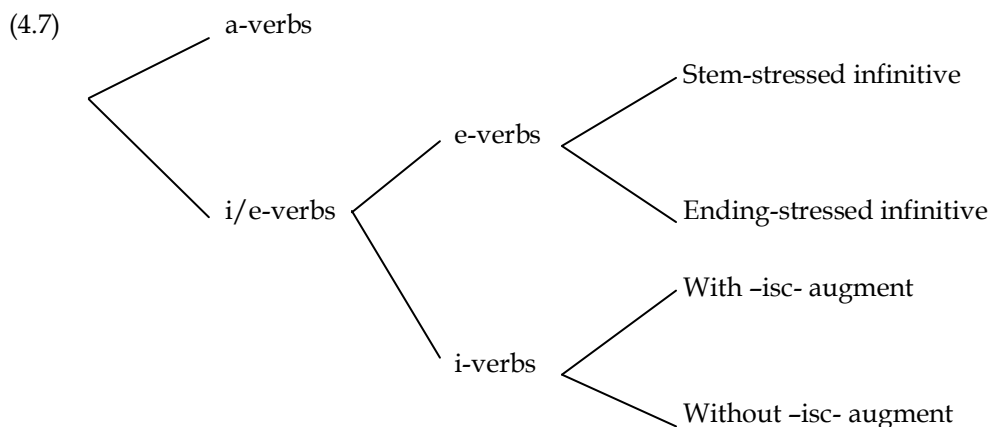 (4.7)
a-verbs
Stem-stressed infinitive
e-verbs
i/e-verbs
Ending-stressed infinitive
With –isc- augment
i-verbs
Without –isc- augment